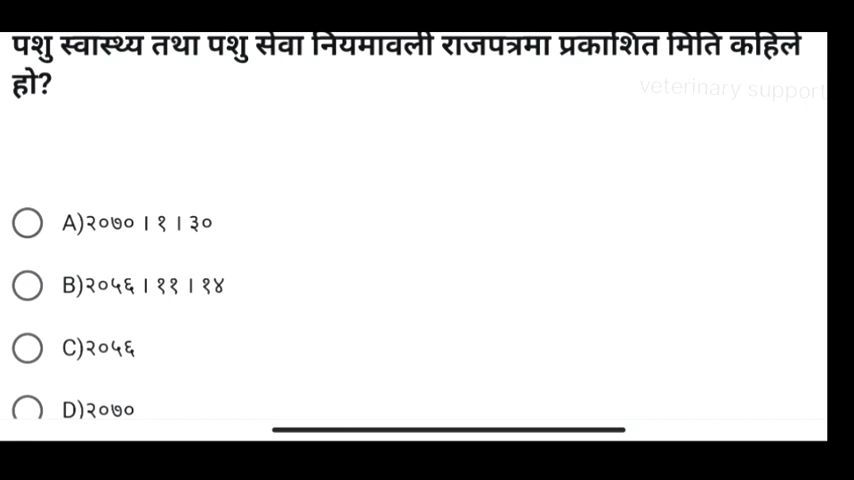 पशु स्वास्थ्य तथा पशु सेवा नियमावली राजपत्रमा प्रकाशित मिति कहिले
हो?
veterinary support
A)२०७०।१।३०
B)२०५६।११।१४
C)२०५६
D)२०७०